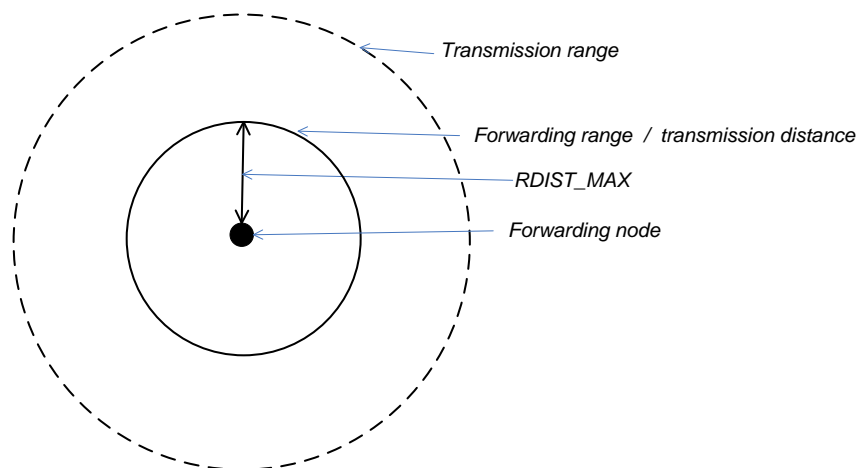 Transmission range
Forwarding range / transmission distance
RDIST_MAX
Forwarding node